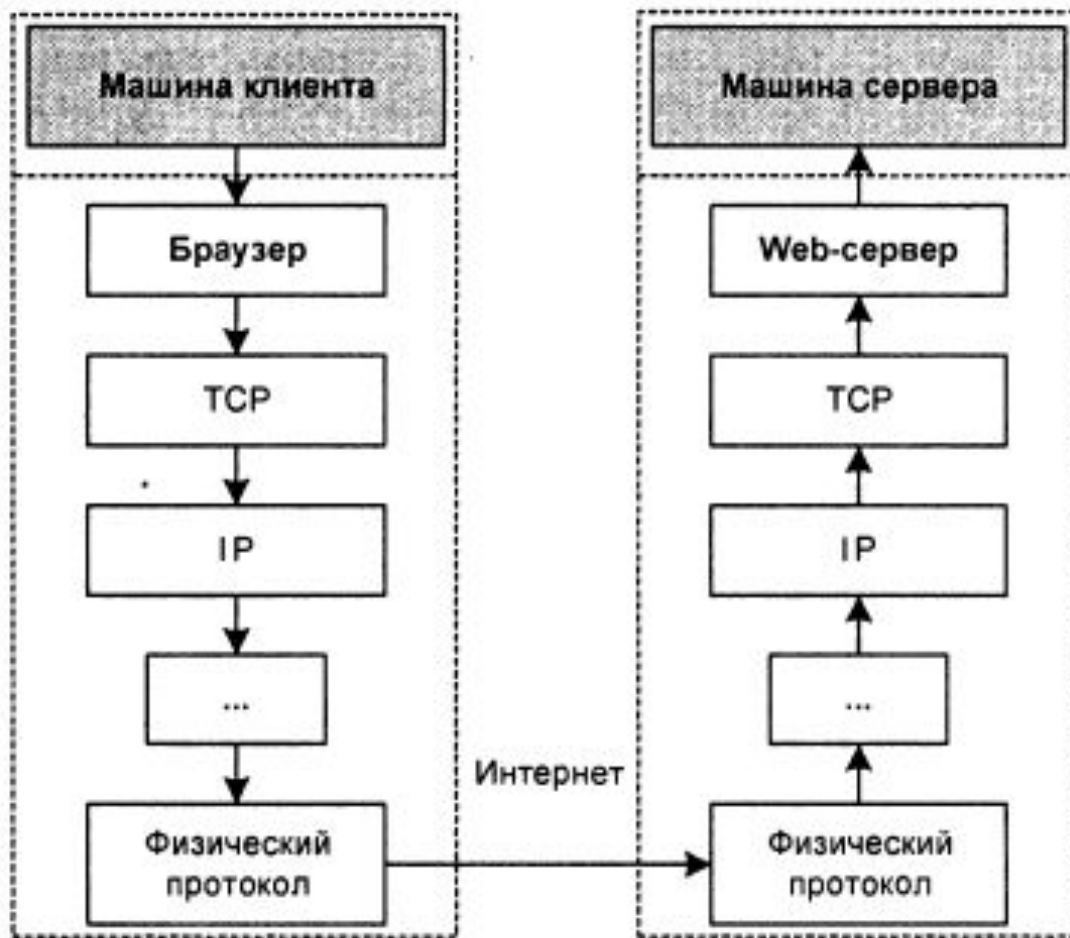 Машина клиента
Браузер
TCP
IP
...
Физический
протокол
Интернет
Машина сервера
Web-сервер
TCP
IP
...
Физический
протокол